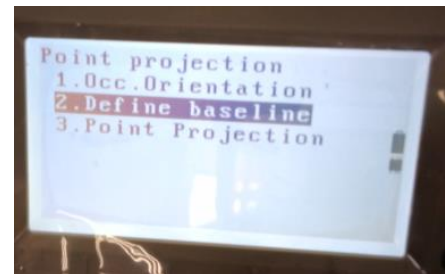 Point projection
1.Occ.Orientation
2.Define baseline
3.Point Projection